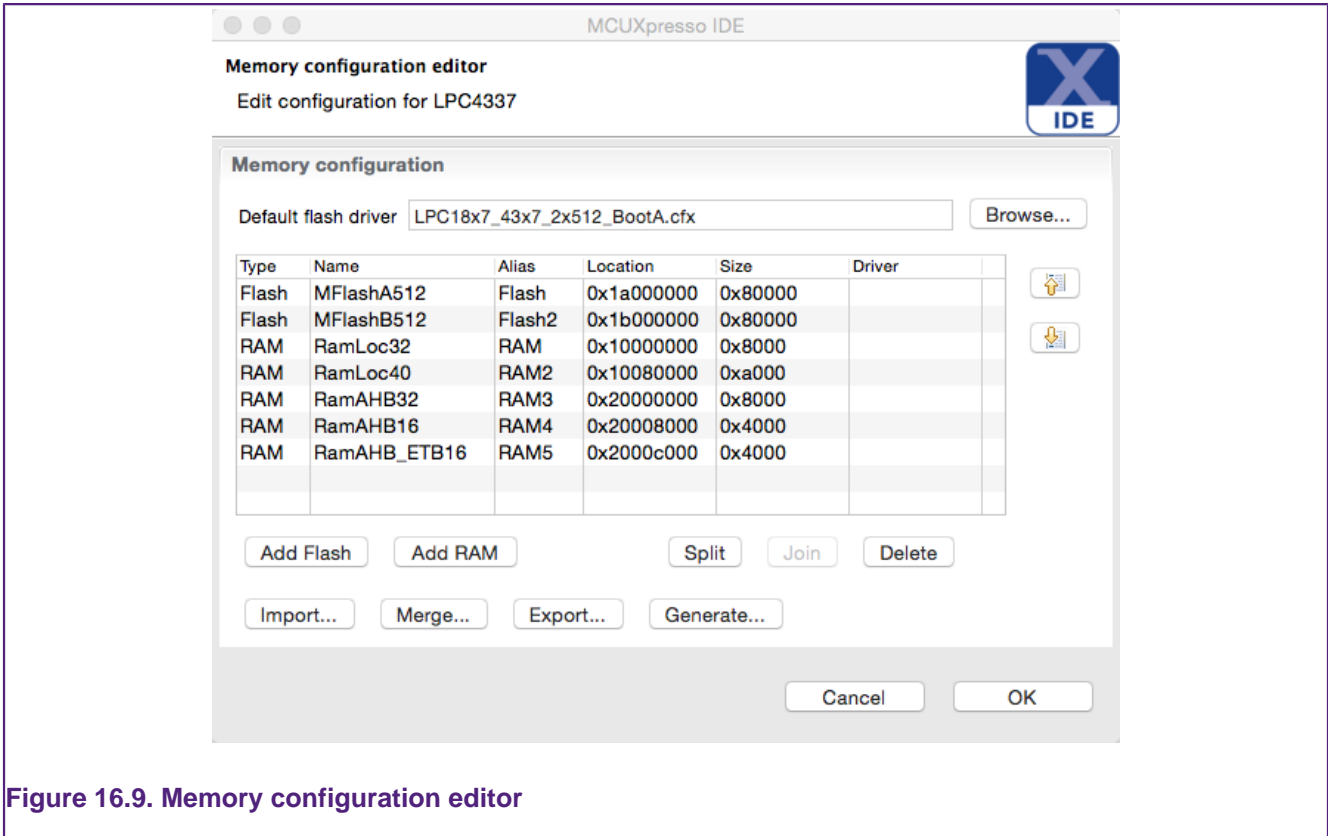 MCUXpresso IDE
Memory configuration editor
Edit configuration for LPC4337
X
IDE
Memory configuration
Default flash driver LPC18x7_43x7_2x512_BootA.cfx Browse...
Type Name Alias Location Size Driver
Flash MFlashA512 Flash 0x1a000000 0x80000
Flash MFlashB512 Flash2 0x1b000000 0x80000
RAM RamLoc32 RAM 0x10000000 0x8000
RAM RamLoc40 RAM2 0x10080000 0xa000
RAM RamAHB32 RAM3 0x20000000 0x8000
RAM RamAHB16 RAM4 0x20008000 0x4000
RAM RamAHB_ETB16 RAM5 0x2000c000 0x4000
Add Flash Add RAM Split Join Delete
Import... Merge... Export... Generate...
Cancel OK
Figure 16.9. Memory configuration editor